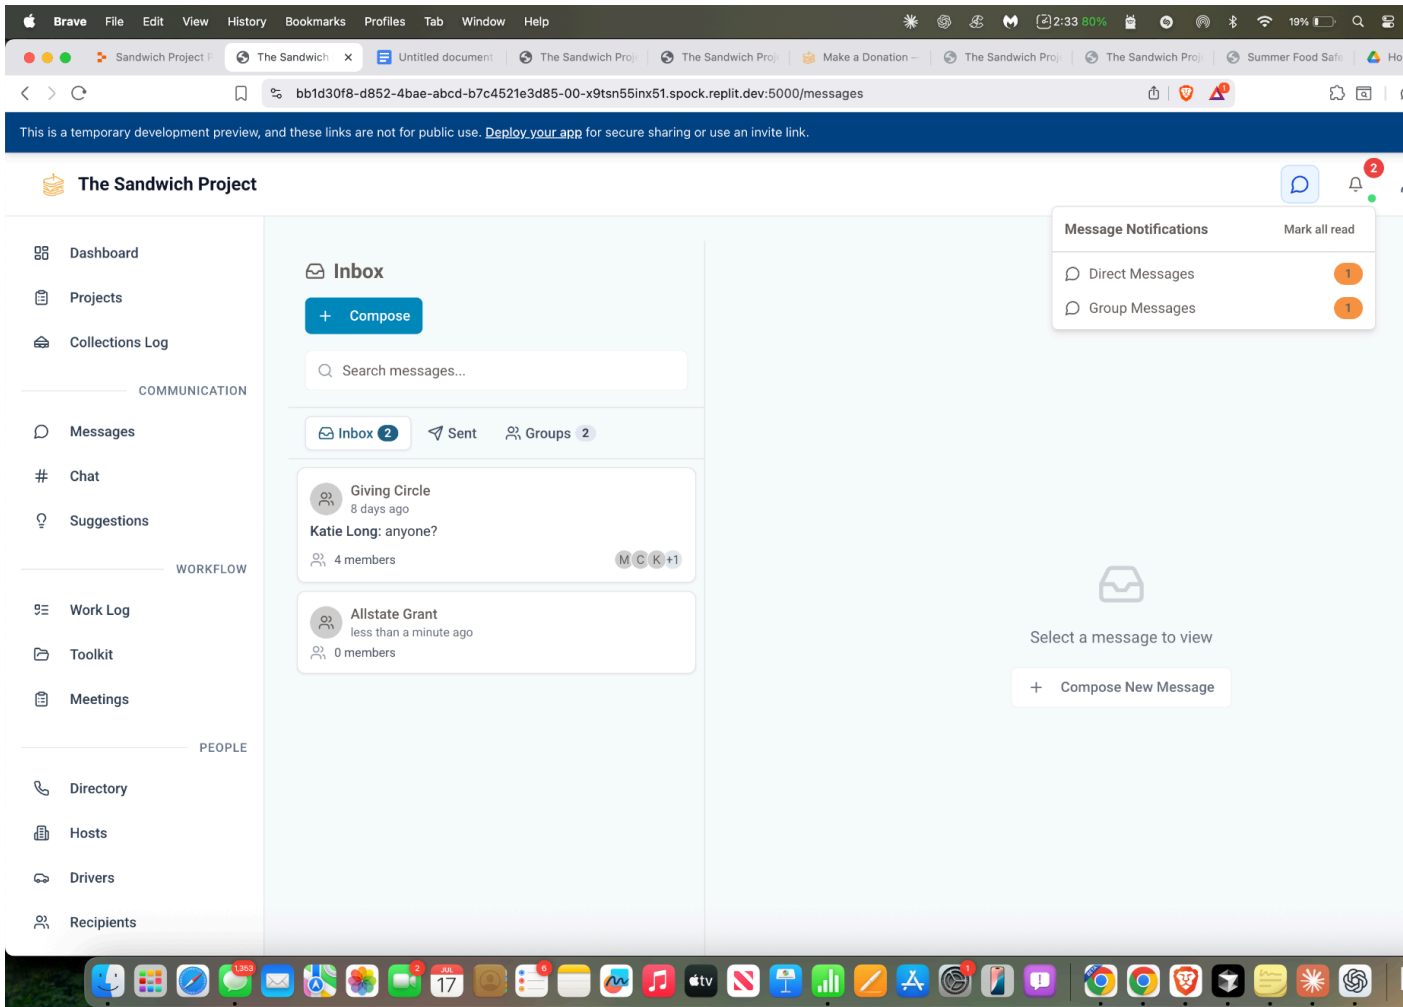 Brave File Edit View History Bookmarks Profiles Tab Window Help 2:33 80% 19%
Sandwich Project P The Sandwich Untitled document The Sandwich Proj The Sandwich Proj Make a Donation — The Sandwich Proj The Sandwich Proj Summer Food Safe Ho
bb1d30f8-d852-4bae-abcd-b7c4521e3d85-00-x9tsn55inx51.spock.replit.dev:5000/messages
This is a temporary development preview, and these links are not for public use. Deploy your app for secure sharing or use an invite link.
The Sandwich Project
2
Message Notifications Mark all read
Direct Messages 1
Group Messages 1
Dashboard
Projects
Collections Log
COMMUNICATION
Messages
Chat
Suggestions
WORKFLOW
Work Log
Toolkit
Meetings
PEOPLE
Directory
Hosts
Drivers
Recipients
Inbox
+ Compose
Search messages...
Inbox 2 Sent Groups 2
Giving Circle
8 days ago
Katie Long: anyone?
4 members M C K +1
Allstate Grant
less than a minute ago
0 members
Select a message to view
+ Compose New Message
1,353 2 JUL 17 6 tv 1